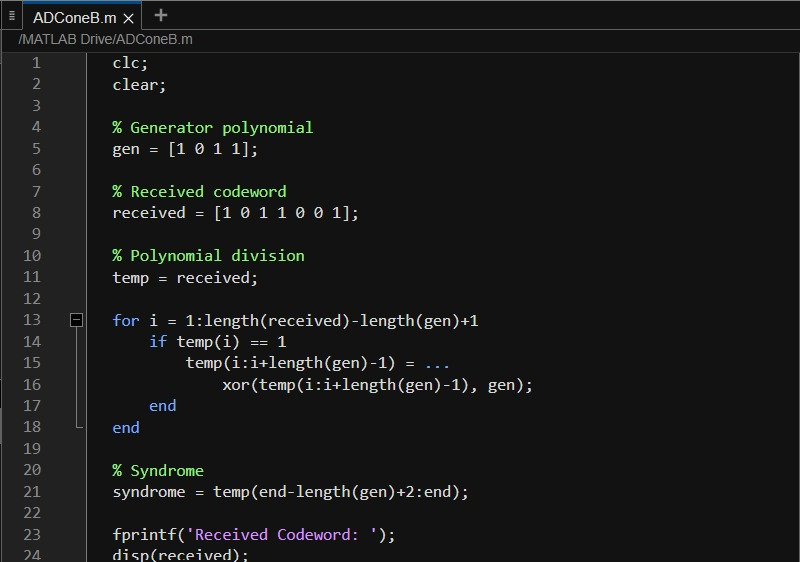 ADConeB.m
/MATLAB Drive/ADConeB.m
1 clc;
2 clear;
3
4 % Generator polynomial
5 gen = [1 0 1 1];
6
7 % Received codeword
8 received = [1 0 1 1 0 0 1];
9
10 % Polynomial division
11 temp = received;
12
13 for i = 1:length(received)-length(gen)+1
14 if temp(i) == 1
15 temp(i:i+length(gen)-1) = ...
16 xor(temp(i:i+length(gen)-1), gen);
17 end
18 end
19
20 % Syndrome
21 syndrome = temp(end-length(gen)+2:end);
22
23 fprintf('Received Codeword: ');
24 disp(received);